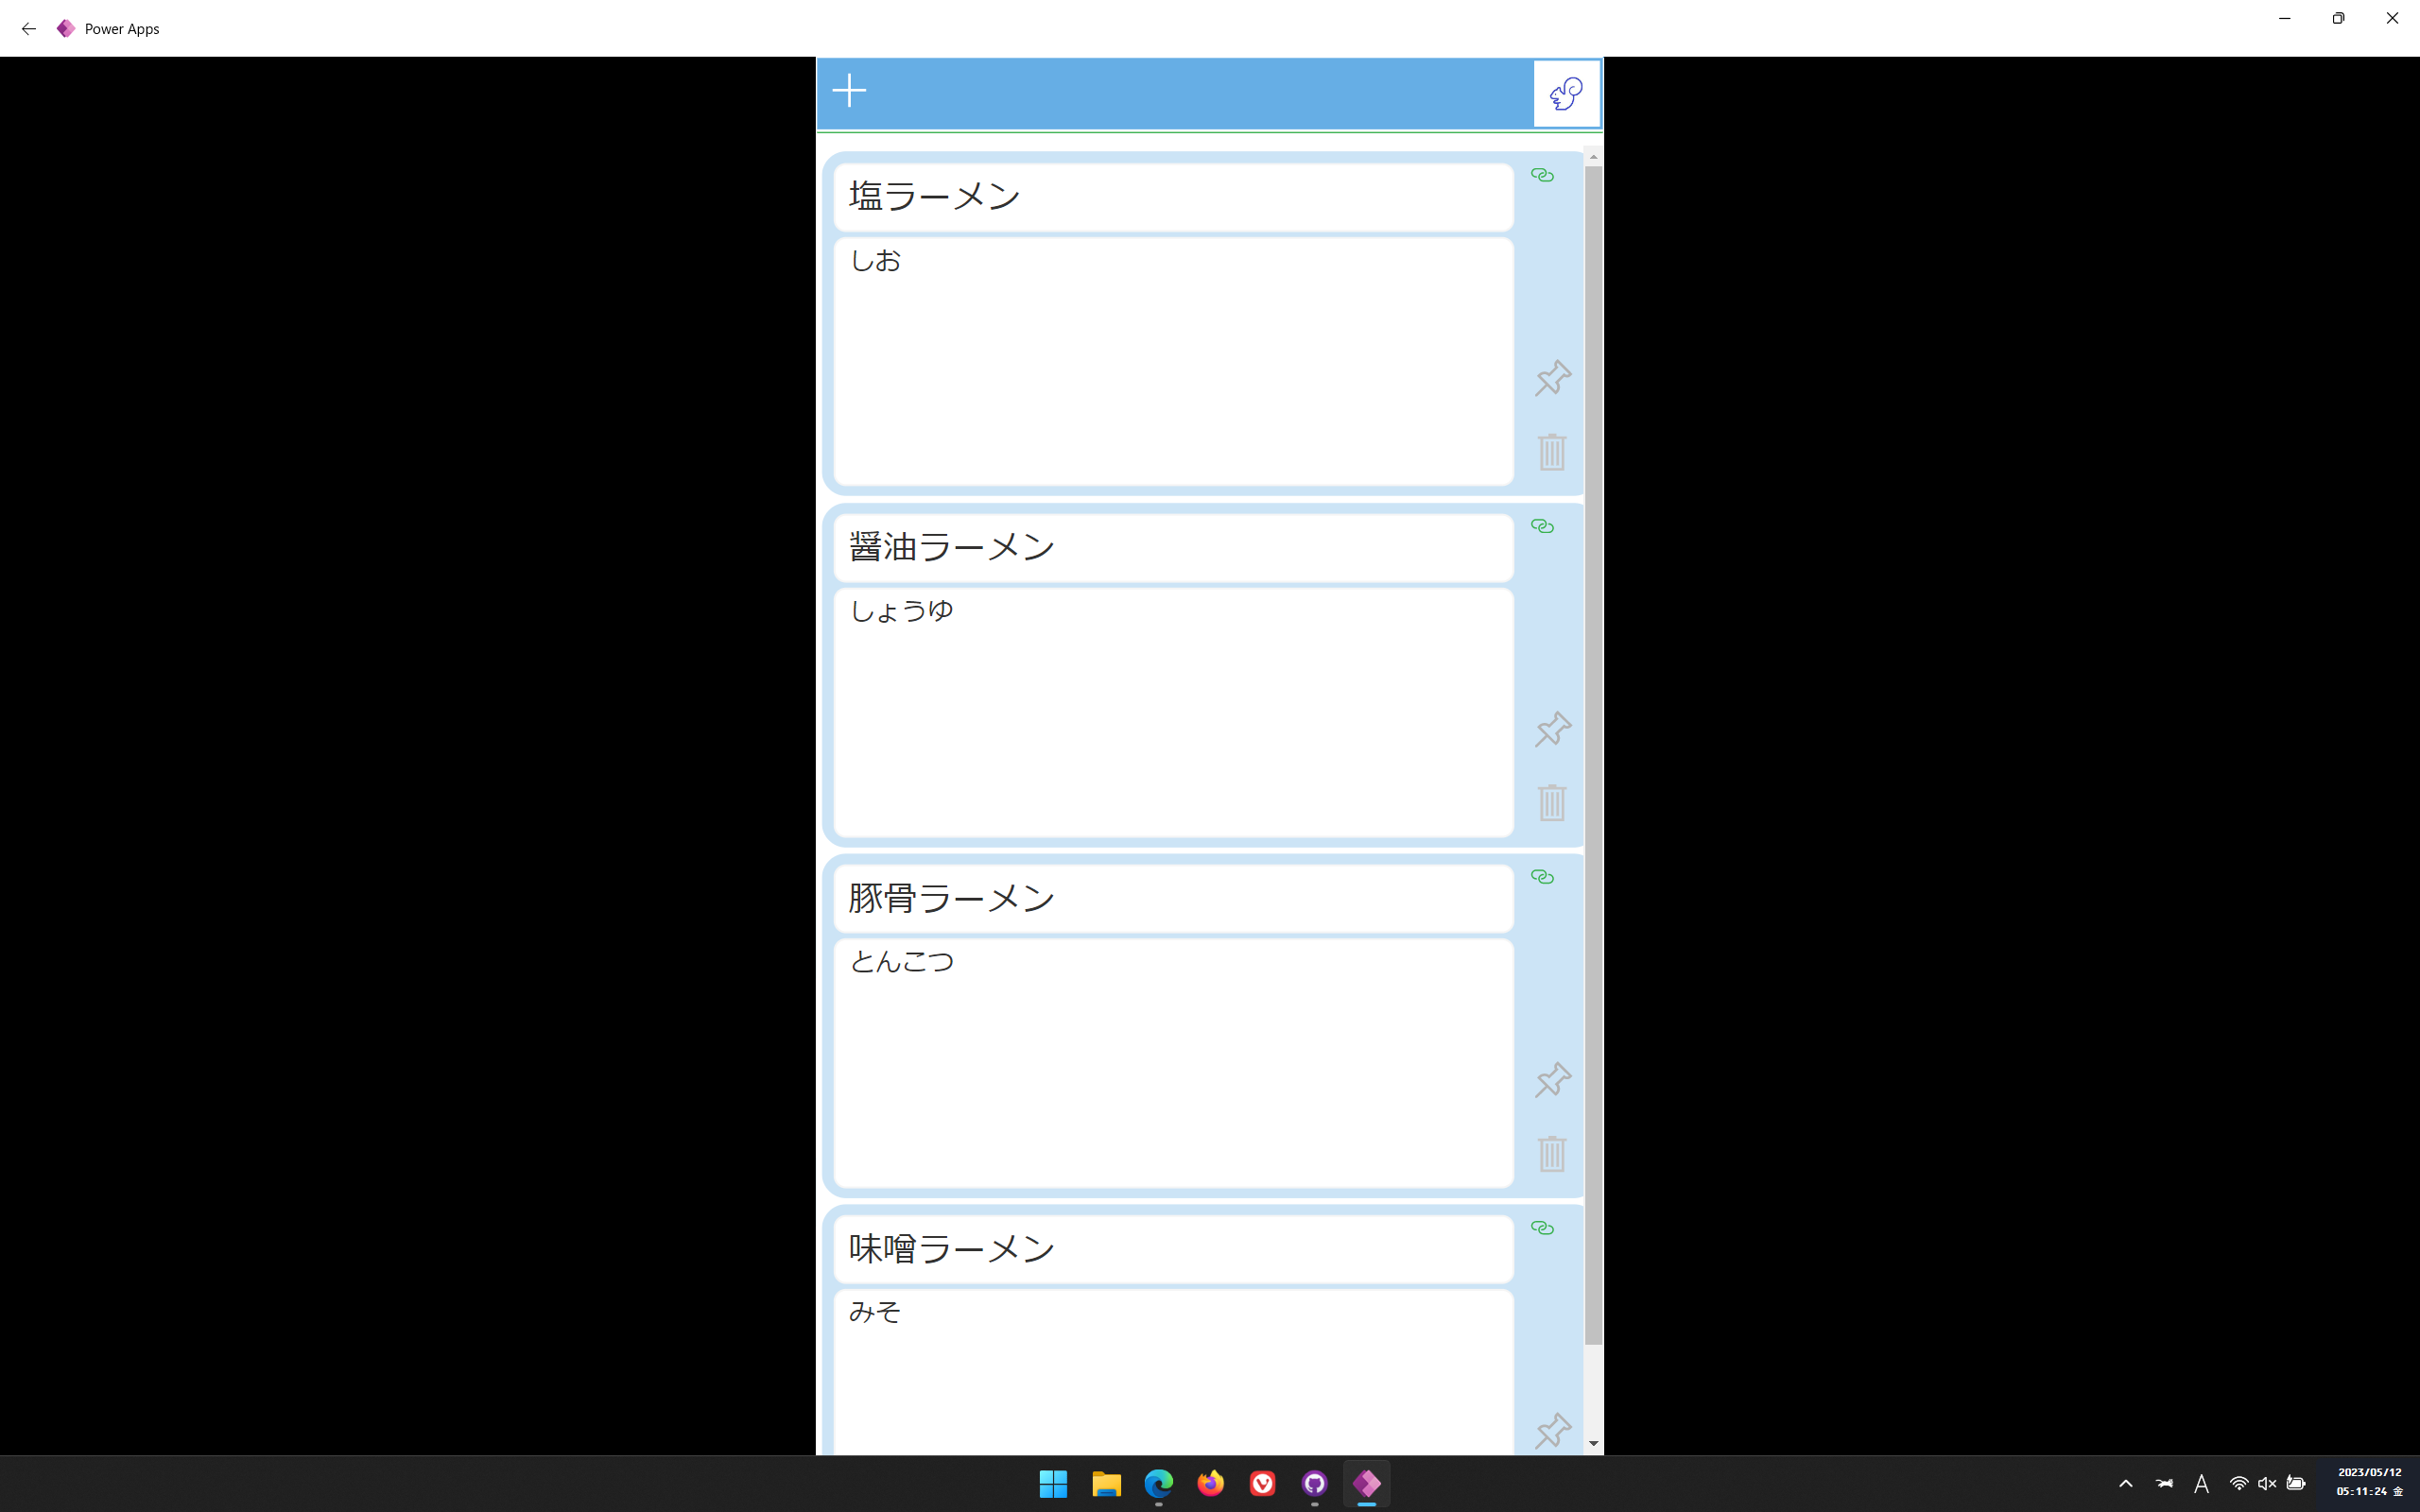 Power Apps
塩ラーメン
しお
醤油ラーメン
しょうゆ
豚骨ラーメン
とんこつ
味噌ラーメン
みそ
A
2023/05/12
05:11:24 金